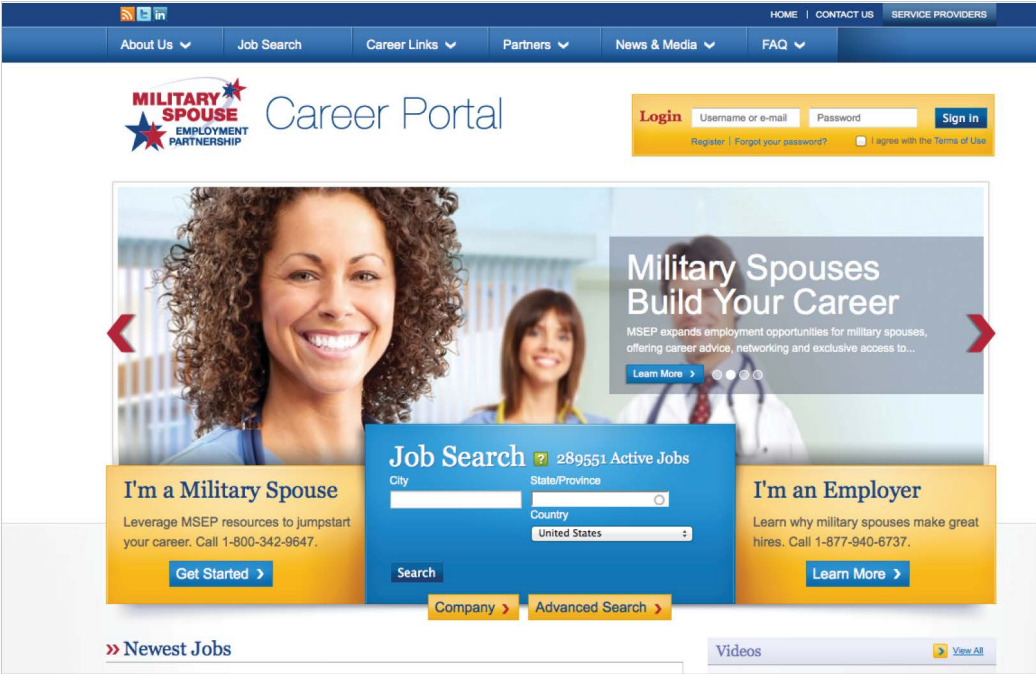 in
HOME | CONTACT US SERVICE PROVIDERS
About Us Job Search Career Links Partners News & Media FAQ
MILITARY
SPOUSE
EMPLOYMENT
PARTNERSHIP
Career Portal
Login Username or e-mail Password Sign in
Register | Forgot your password? I agree with the Terms of Use
Military Spouses
Build Your Career
MSEP expands employment opportunities for military spouses,
offering career advice, networking and exclusive access to...
Learn More >
I'm a Military Spouse
Leverage MSEP resources to jumpstart
your career. Call 1-800-342-9647.
Get Started >
Job Search ? 289551 Active Jobs
City State/Province
Country
United States
Search
Company > Advanced Search >
I'm an Employer
Learn why military spouses make great
hires. Call 1-877-940-6737.
Learn More >
» Newest Jobs
Videos > View All